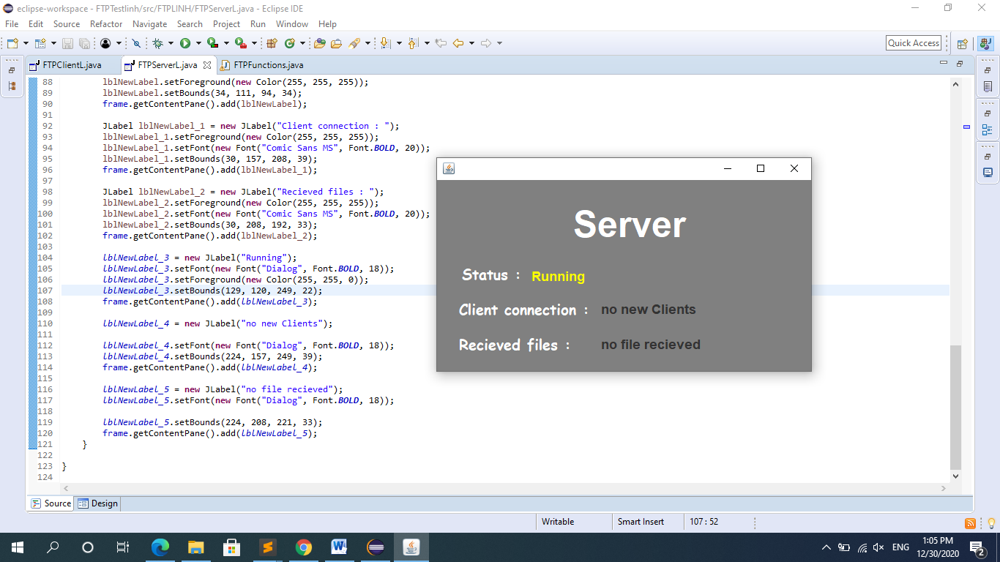 eclipse-workspace - FTPTestlinh/src/FTPLINH/FTPServerL.java - Eclipse IDE
File Edit Source Refactor Navigate Search Project Run Window Help
Quick Access
FTPClientL.java FTPServerL.java FTPFunctions.java
88 lblNewLabel.setForeground(new Color(255, 255, 255));
89 lblNewLabel.setBounds(34, 111, 94, 34);
90 frame.getContentPane().add(lblNewLabel);
91
92 JLabel lblNewLabel_1 = new JLabel("Client connection : ");
93 lblNewLabel_1.setForeground(new Color(255, 255, 255));
94 lblNewLabel_1.setFont(new Font("Comic Sans MS", Font.BOLD, 20));
95 lblNewLabel_1.setBounds(30, 157, 208, 39);
96 frame.getContentPane().add(lblNewLabel_1);
97
98 JLabel lblNewLabel_2 = new JLabel("Recieved files : ");
99 lblNewLabel_2.setForeground(new Color(255, 255, 255));
100 lblNewLabel_2.setFont(new Font("Comic Sans MS", Font.BOLD, 20));
101 lblNewLabel_2.setBounds(30, 208, 192, 33);
102 frame.getContentPane().add(lblNewLabel_2);
103
104 lblNewLabel_3 = new JLabel("Running");
105 lblNewLabel_3.setFont(new Font("Dialog", Font.BOLD, 18));
106 lblNewLabel_3.setForeground(new Color(255, 255, 0));
107 lblNewLabel_3.setBounds(129, 120, 249, 22);
108 frame.getContentPane().add(lblNewLabel_3);
109
110 lblNewLabel_4 = new JLabel("no new Clients");
111
112 lblNewLabel_4.setFont(new Font("Dialog", Font.BOLD, 18));
113 lblNewLabel_4.setBounds(224, 157, 249, 39);
114 frame.getContentPane().add(lblNewLabel_4);
115
116 lblNewLabel_5 = new JLabel("no file recieved");
117 lblNewLabel_5.setFont(new Font("Dialog", Font.BOLD, 18));
118
119 lblNewLabel_5.setBounds(224, 208, 221, 33);
120 frame.getContentPane().add(lblNewLabel_5);
121 }
122
123 }
124
Server
Status : Running
Client connection : no new Clients
Recieved files : no file recieved
Source Design
Writable Smart Insert 107 : 52
ENG 1:05 PM
12/30/2020 2